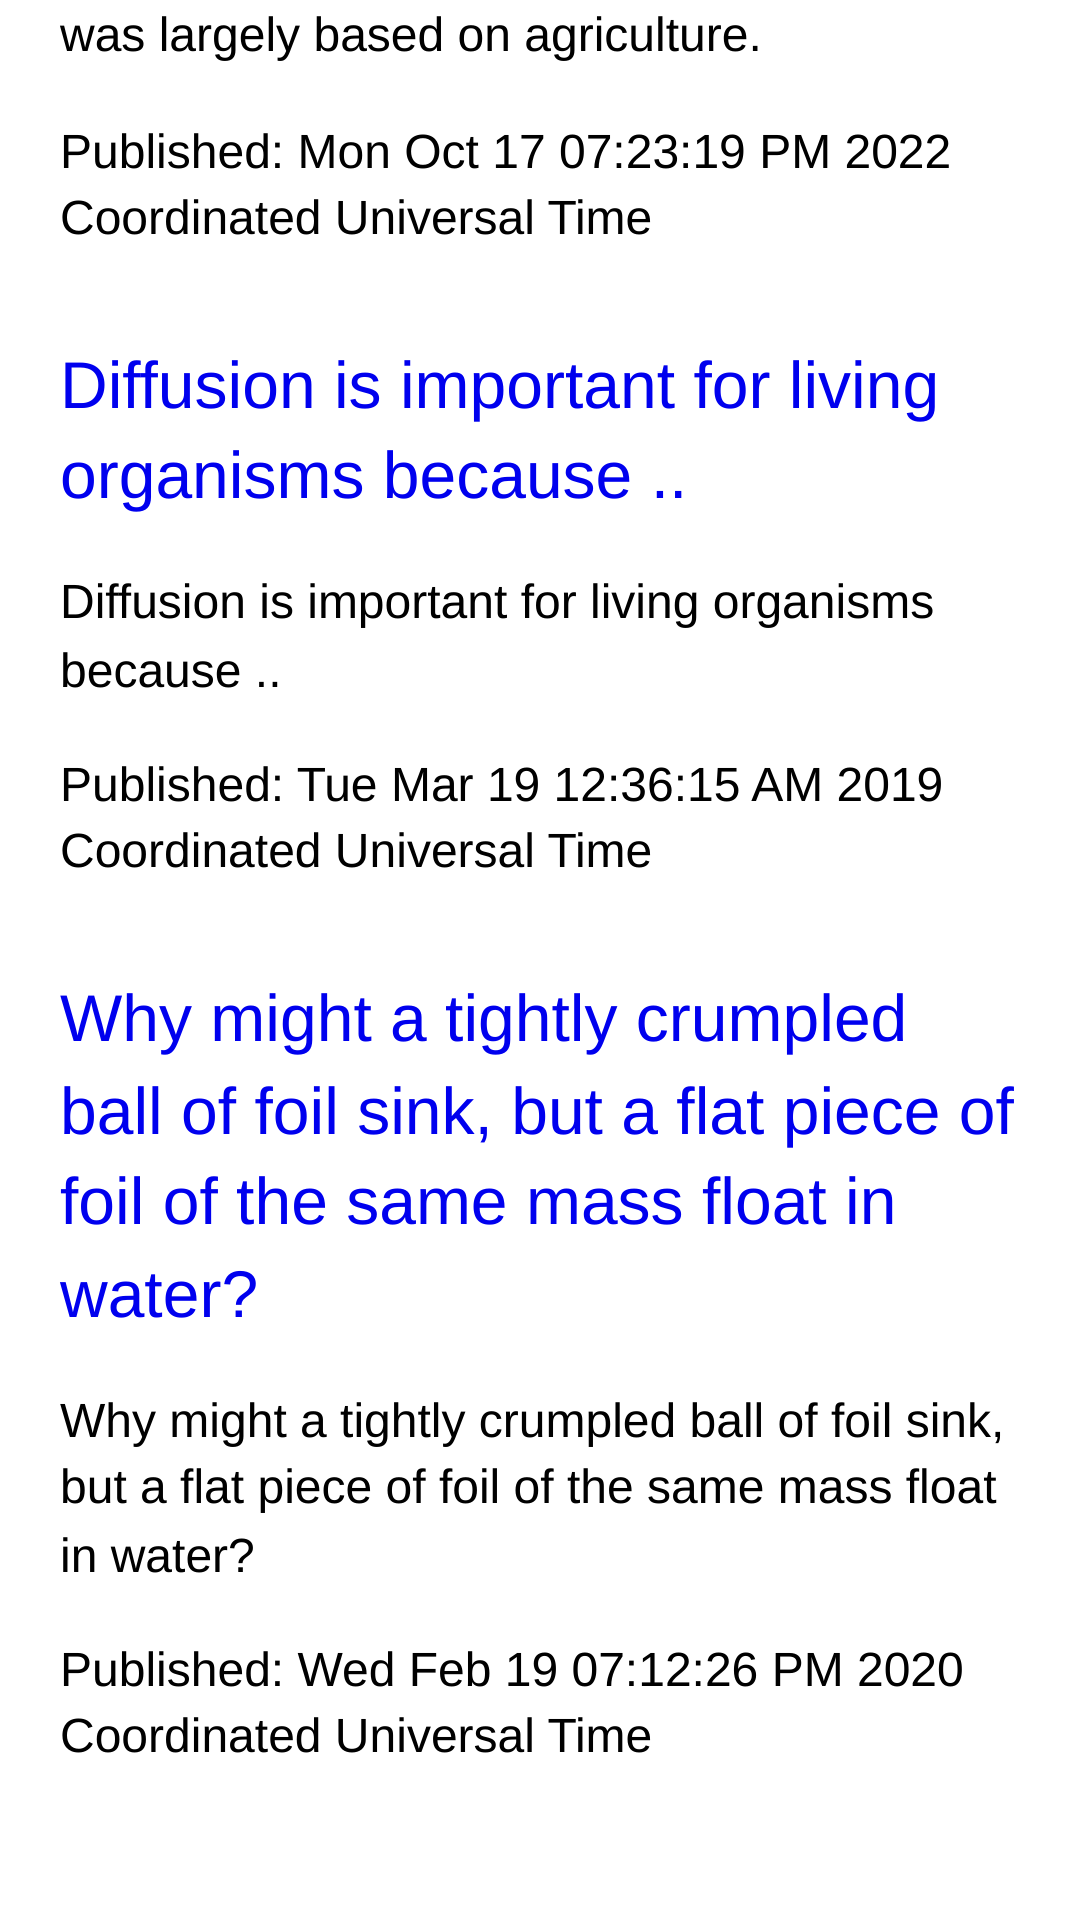 was largely based on agriculture.
Published: Mon Oct 17 07:23:19 PM 2022
Coordinated Universal Time
Diffusion is important for living
organisms because ..
Diffusion is important for living organisms
because ..
Published: Tue Mar 19 12:36:15 AM 2019
Coordinated Universal Time
Why might a tightly crumpled
ball of foil sink, but a flat piece of
foil of the same mass float in
water?
Why might a tightly crumpled ball of foil sink,
but a flat piece of foil of the same mass float
in water?
Published: Wed Feb 19 07:12:26 PM 2020
Coordinated Universal Time